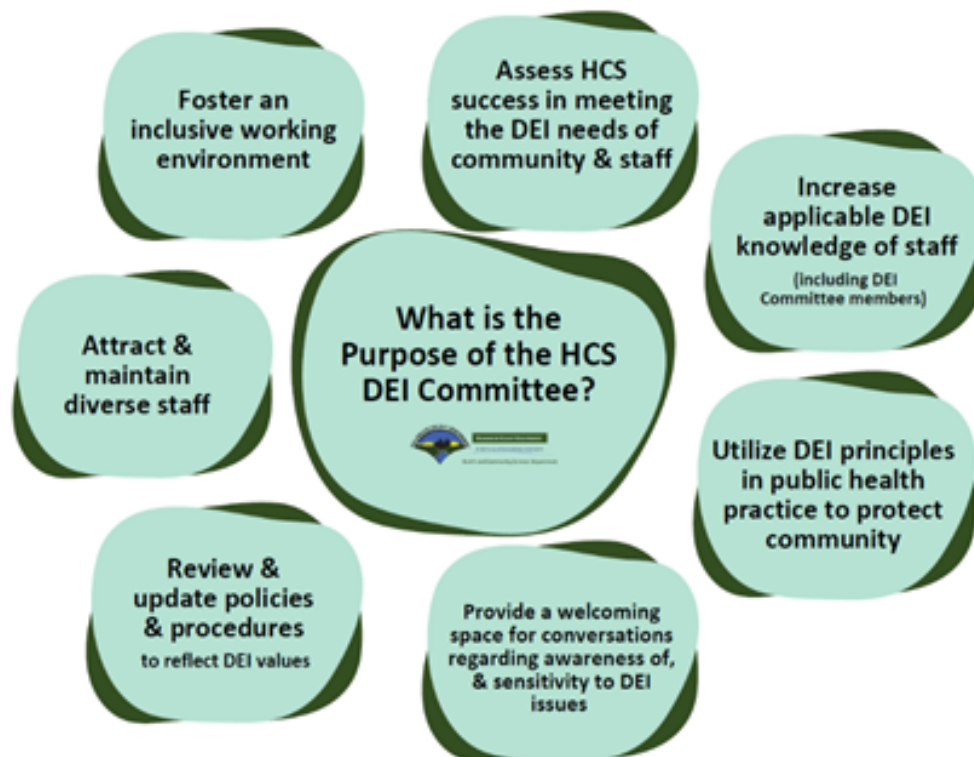 Foster an
inclusive working
environment
Assess HCS
success in meeting
the DEI needs of
community & staff
Increase
applicable DEI
knowledge of staff
(including DEI
Committee members)
What is the
Purpose of the HCS
DEI Committee?
Attract &
maintain
diverse staff
Utilize DEI principles
in public health
practice to protect
community
Review &
update policies
& procedures
to reflect DEI values
Provide a welcoming
space for conversations
regarding awareness of,
& sensitivity to DEI
issues